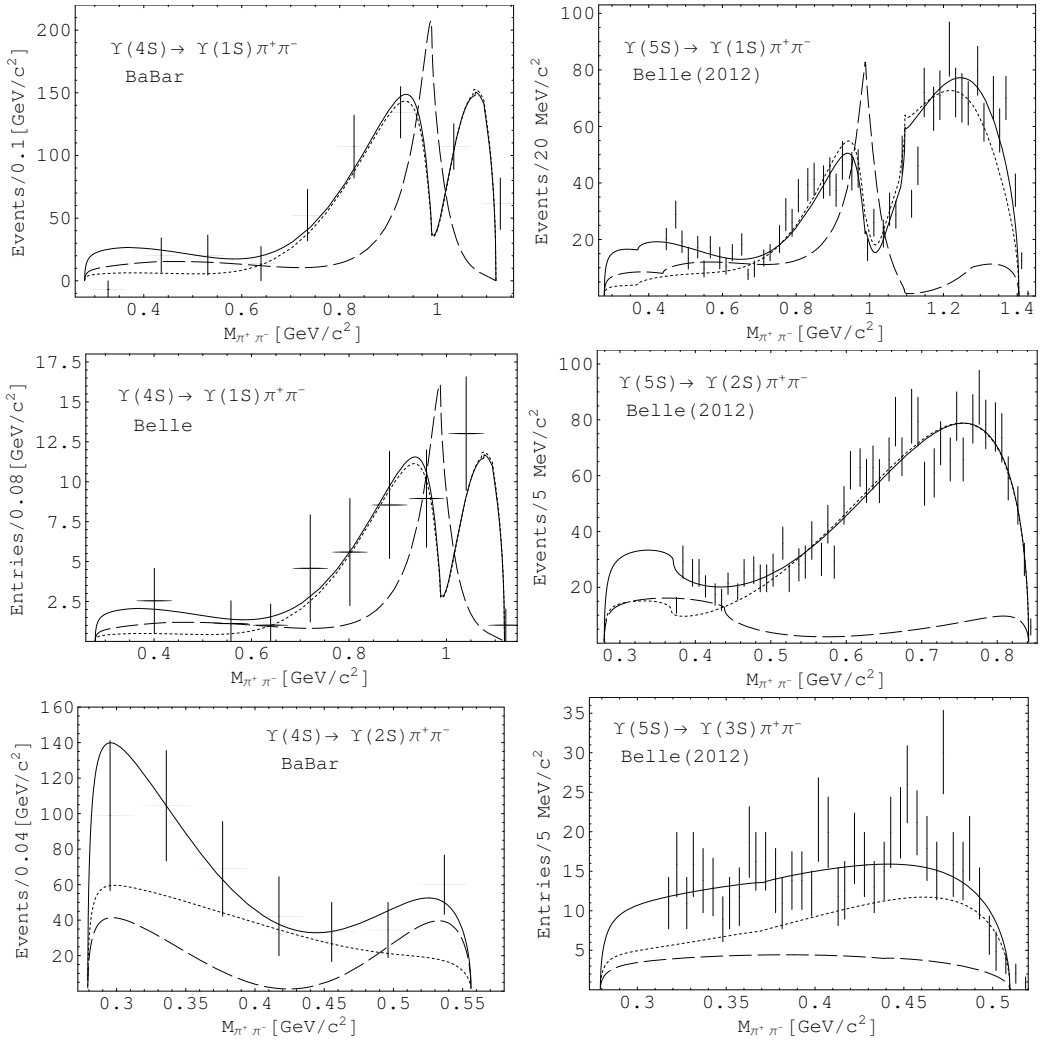 Υ(4S)→ Υ(1S)π⁺π⁻
BaBar
Events/0.1[GeV/c²]
200
150
100
50
0
0.4 0.6 0.8 1
M_π⁺ π⁻[GeV/c²]
Υ(5S)→ Υ(1S)π⁺π⁻
Belle(2012)
Events/20 MeV/c²
100
80
60
40
20
0.4 0.6 0.8 1 1.2 1.4
M_π⁺ π⁻[GeV/c²]
Υ(4S)→ Υ(1S)π⁺π⁻
Belle
Entries/0.08[GeV/c²]
17.5
15
12.5
10
7.5
5
2.5
0.4 0.6 0.8 1
M_π⁺ π⁻[GeV/c²]
Υ(5S)→ Υ(2S)π⁺π⁻
Belle(2012)
Events/5 MeV/c²
100
80
60
40
20
0.3 0.4 0.5 0.6 0.7 0.8
M_π⁺ π⁻[GeV/c²]
Υ(4S)→ Υ(2S)π⁺π⁻
BaBar
Events/0.04[GeV/c²]
160
140
120
100
80
60
40
20
0.3 0.35 0.4 0.45 0.5 0.55
M_π⁺ π⁻[GeV/c²]
Υ(5S)→ Υ(3S)π⁺π⁻
Belle(2012)
Entries/5 MeV/c²
35
30
25
20
15
10
5
0.3 0.35 0.4 0.45 0.5
M_π⁺ π⁻[GeV/c²]